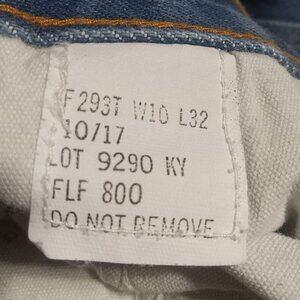 F293T W10 L32
10/17
LOT 9290 KY
FLF 800
DO NOT REMOVE